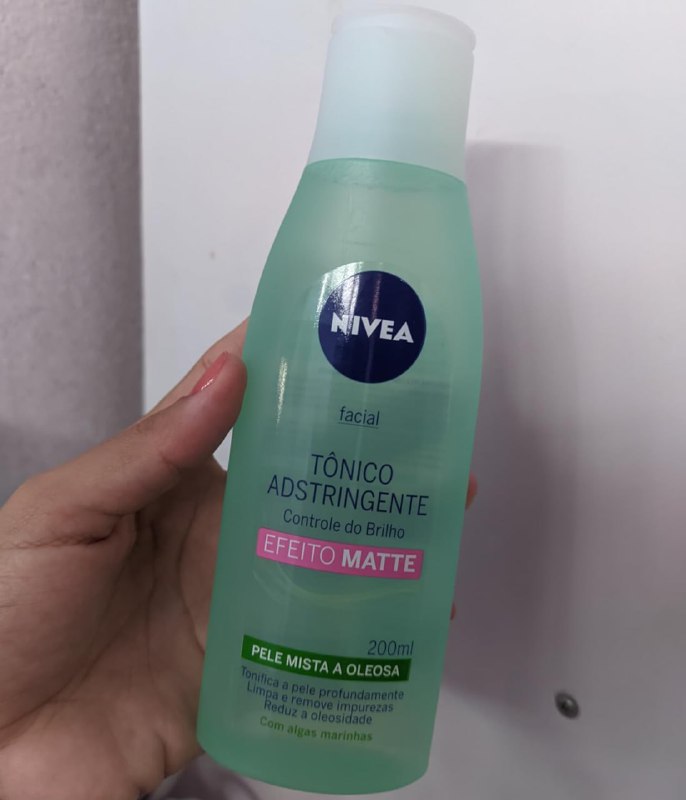 NIVEA
facial
TÔNICO
ADSTRINGENTE
Controle do Brilho
EFEITO MATTE
200ml
PELE MISTA A OLEOSA
Tonifica a pele profundamente
Limpa e remove impurezas
Reduz a oleosidade
Com algas marinhas